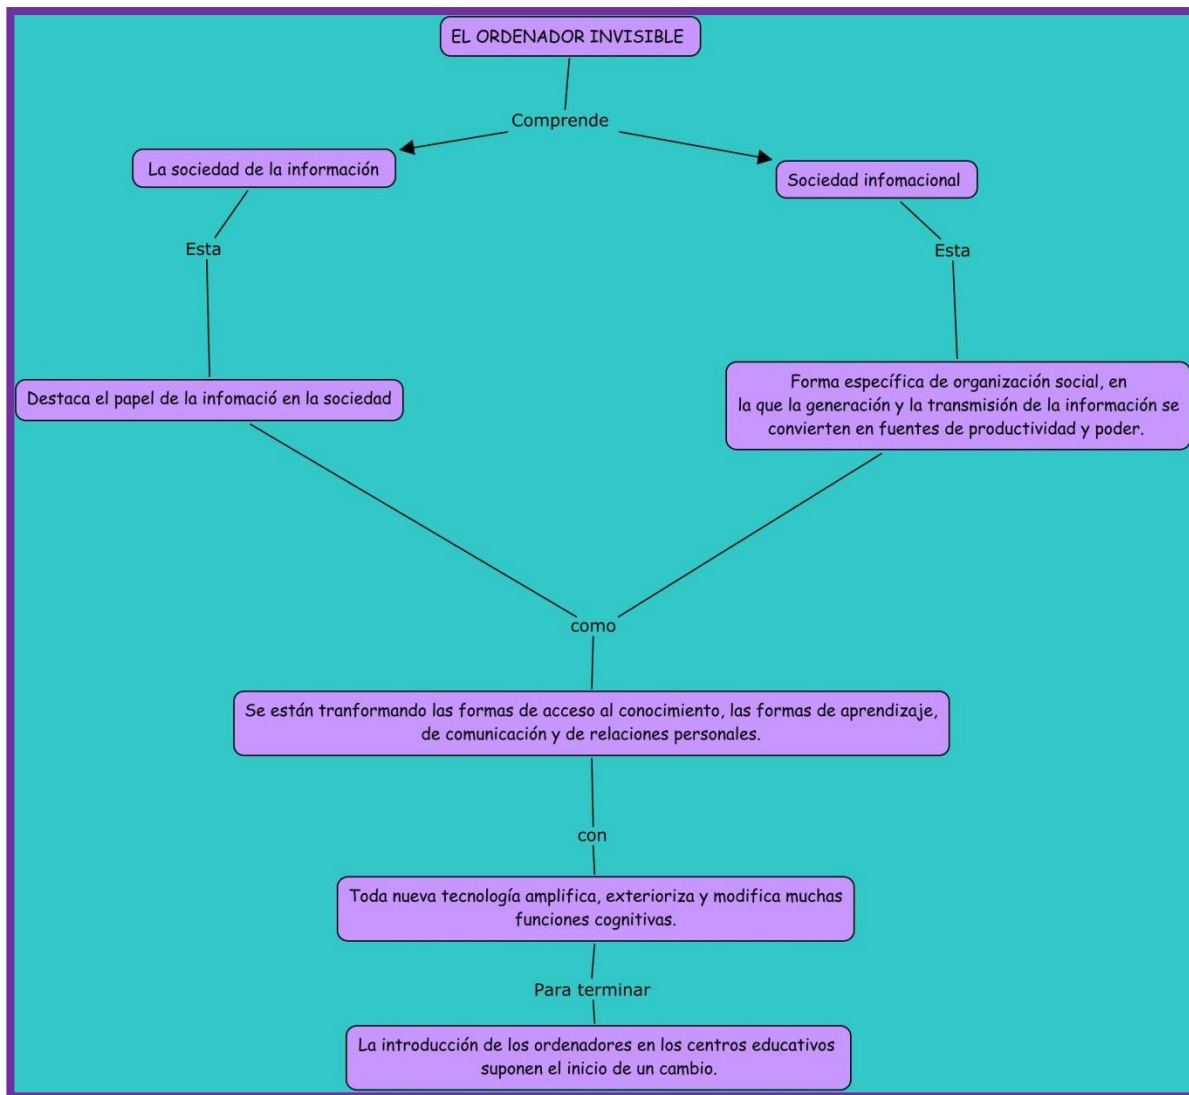 EL ORDENADOR INVISIBLE
Comprende
La sociedad de la información
Sociedad infomacional
Esta
Esta
Destaca el papel de la infomació en la sociedad
Forma específica de organización social, en
la que la generación y la transmisión de la información se
convierten en fuentes de productividad y poder.
como
Se están tranformando las formas de acceso al conocimiento, las formas de aprendizaje,
de comunicación y de relaciones personales.
con
Toda nueva tecnología amplifica, exterioriza y modifica muchas
funciones cognitivas.
Para terminar
La introducción de los ordenadores en los centros educativos
suponen el inicio de un cambio.